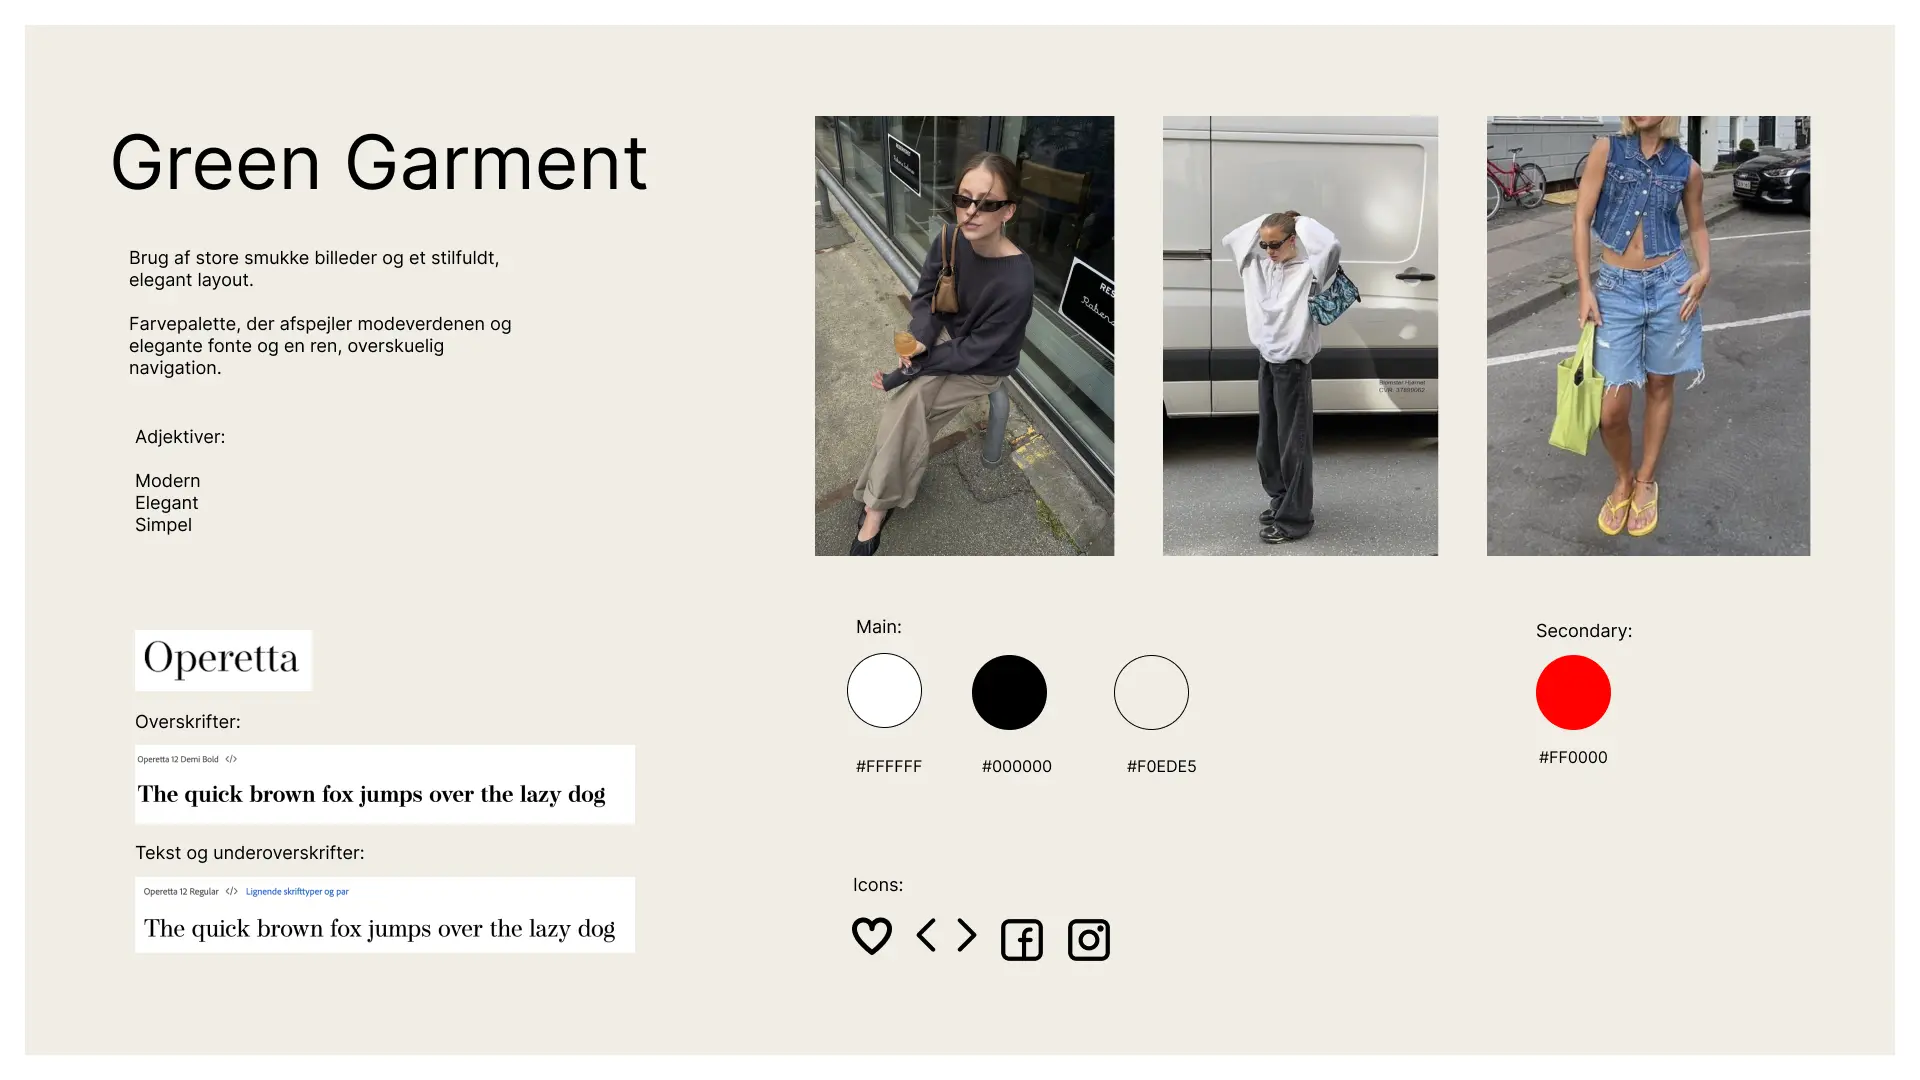 Green Garment
Brug af store smukke billeder og et stilfuldt,
elegant layout.
Farvepalette, der afspejler modeverdenen og
elegante fonte og en ren, overskuelig
navigation.
Adjektiver:
Modern
Elegant
Simpel
Operetta
Overskrifter:
Operetta 12 Demi Bold </>
The quick brown fox jumps over the lazy dog
Tekst og underoverskrifter:
Operetta 12 Regular </> Lignende skrifttyper og par
The quick brown fox jumps over the lazy dog
RES
Main:
#FFFFFF
#000000
#F0EDE5
Secondary:
#FF0000
Icons: